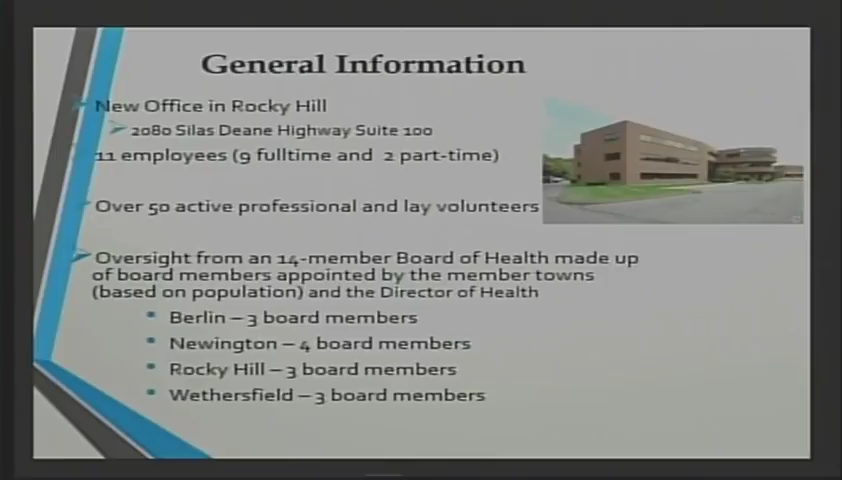 General Information
New Office in Rocky Hill
2080 Silas Deane Highway Suite 100
11 employees (9 fulltime and 2 part-time)
Over 50 active professional and lay volunteers
Oversight from an 14-member Board of Health made up
of board members appointed by the member towns
(based on population) and the Director of Health
Berlin – 3 board members
Newington – 4 board members
Rocky Hill – 3 board members
Wethersfield – 3 board members